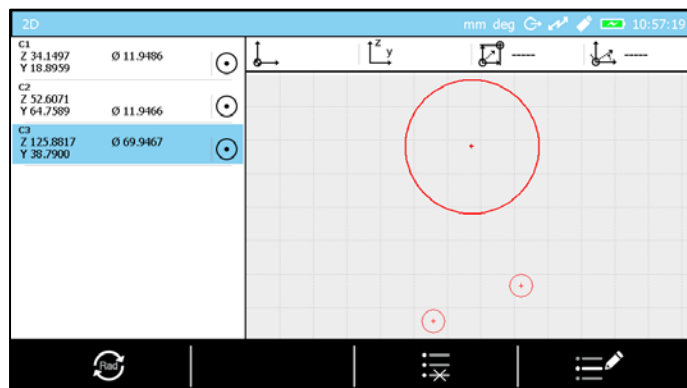 2D
mm deg
10:57:19
C1
Z 34.1497 Ø 11.9486
Y 18.8959
C2
Z 52.6071
Y 64.7589 Ø 11.9466
C3
Z 125.8817 Ø 69.9467
Y 38.7900
z
y
-----
-----
Rad